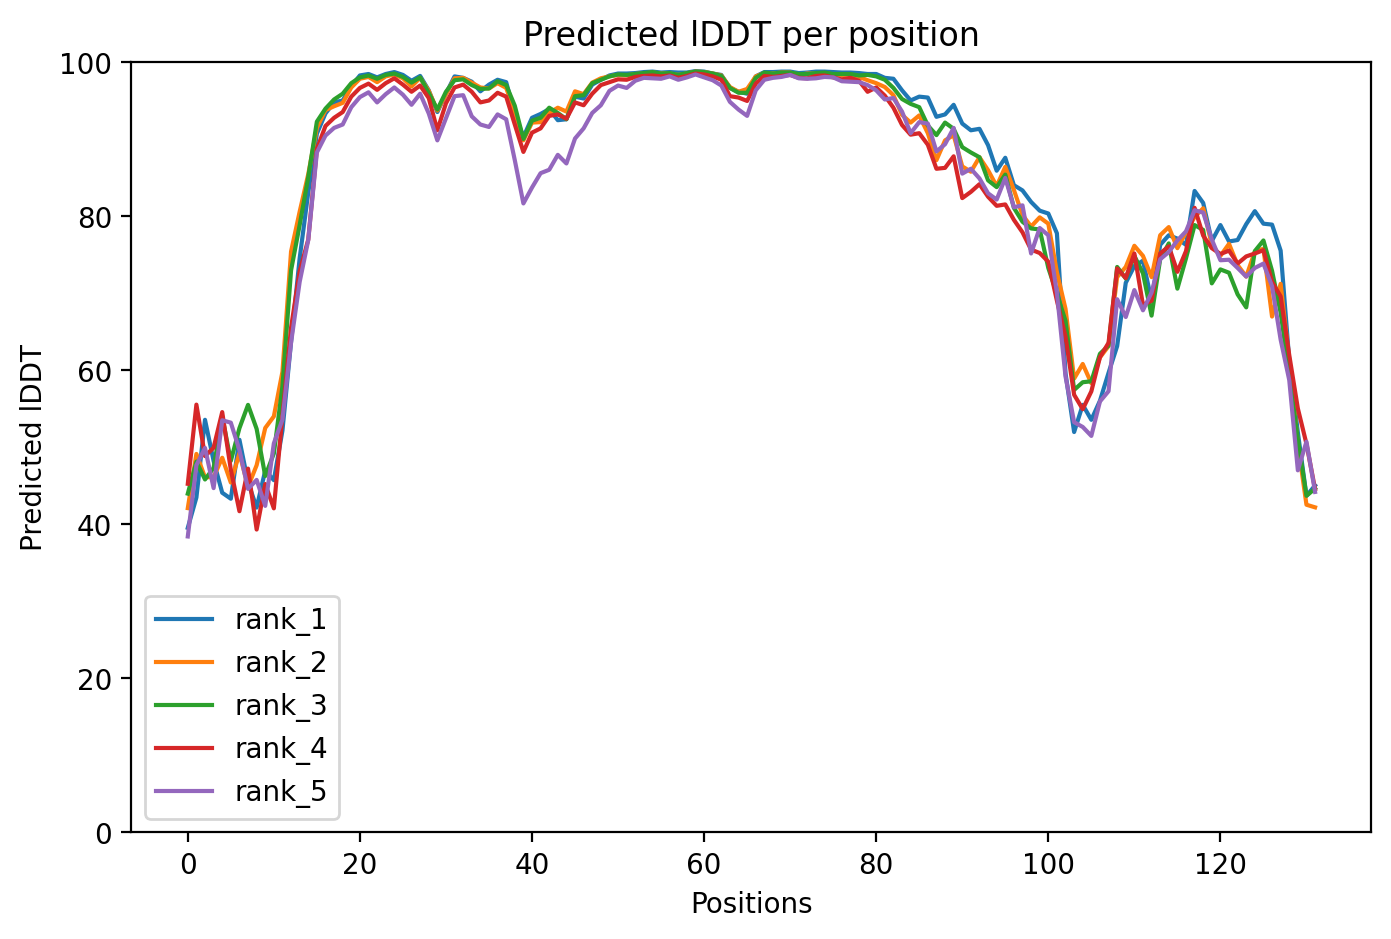 Predicted lDDT per position
100
80
60
40
20
0
Predicted lDDT
rank_1
rank_2
rank_3
rank_4
rank_5
0 20 40 60 80 100 120
Positions